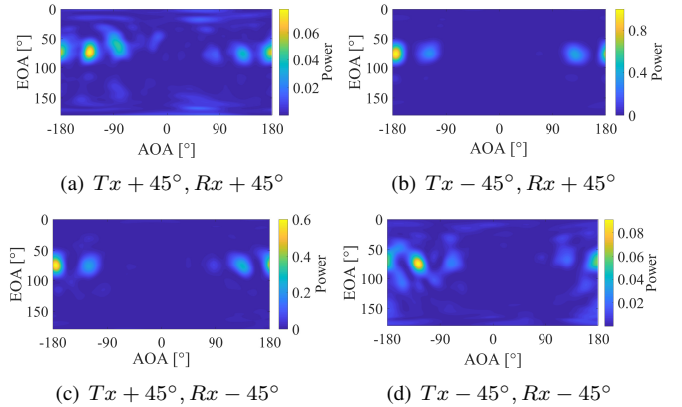 0
50
100
150
EOA [°]
-180 -90 0 90 180
AOA [°]
0.06
0.04
0.02
Power
(a) Tx + 45°, Rx + 45°
0
50
100
150
EOA [°]
-180 -90 0 90 180
AOA [°]
0.8
0.4
0
Power
(b) Tx − 45°, Rx + 45°
0
50
100
150
EOA [°]
-180 -90 0 90 180
AOA [°]
0.6
0.4
0.2
0
Power
(c) Tx + 45°, Rx − 45°
0
50
100
150
EOA [°]
-180 -90 0 90 180
AOA [°]
0.08
0.06
0.04
0.02
Power
(d) Tx − 45°, Rx − 45°